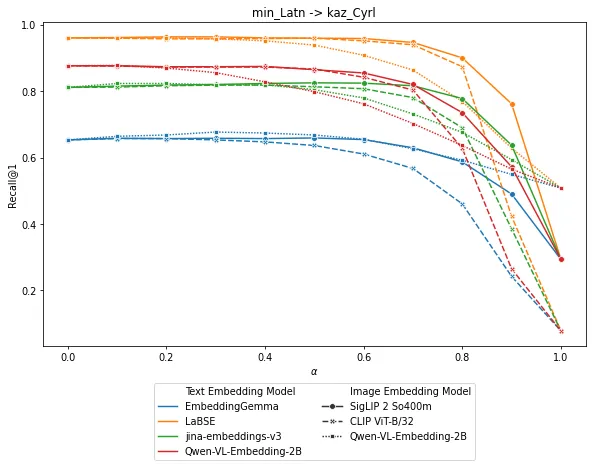 min_Latn -> kaz_Cyrl
Recall@1
1.0
0.8
0.6
0.4
0.2
0.0 0.2 0.4 0.6 0.8 1.0
α
Text Embedding Model
EmbeddingGemma
LaBSE
jina-embeddings-v3
Qwen-VL-Embedding-2B
Image Embedding Model
SigLIP 2 So400m
CLIP ViT-B/32
Qwen-VL-Embedding-2B